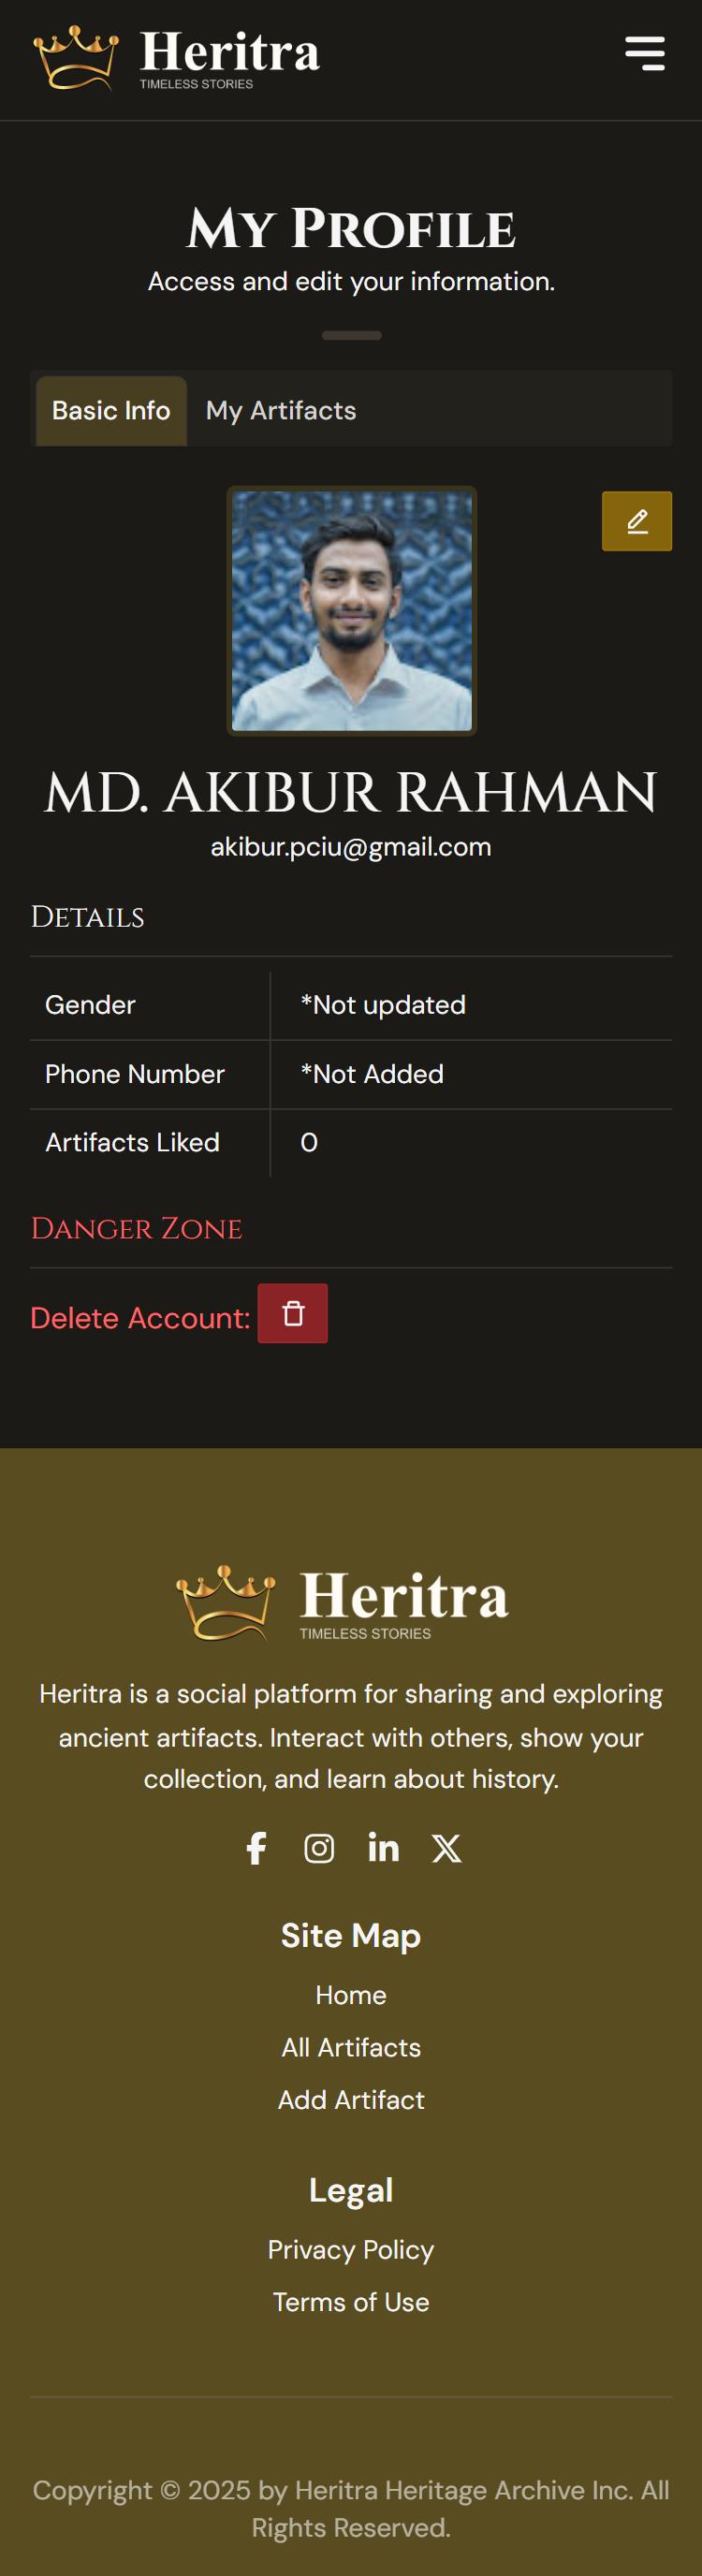 Heritra
TIMELESS STORIES
My Profile
Access and edit your information.
Basic Info
My Artifacts
MD. AKIBUR RAHMAN
akibur.pciu@gmail.com
Details
Gender *Not updated
Phone Number *Not Added
Artifacts Liked 0
Danger Zone
Delete Account:
Heritra
TIMELESS STORIES
Heritra is a social platform for sharing and exploring
ancient artifacts. Interact with others, show your
collection, and learn about history.
Site Map
Home
All Artifacts
Add Artifact
Legal
Privacy Policy
Terms of Use
Copyright © 2025 by Heritra Heritage Archive Inc. All
Rights Reserved.